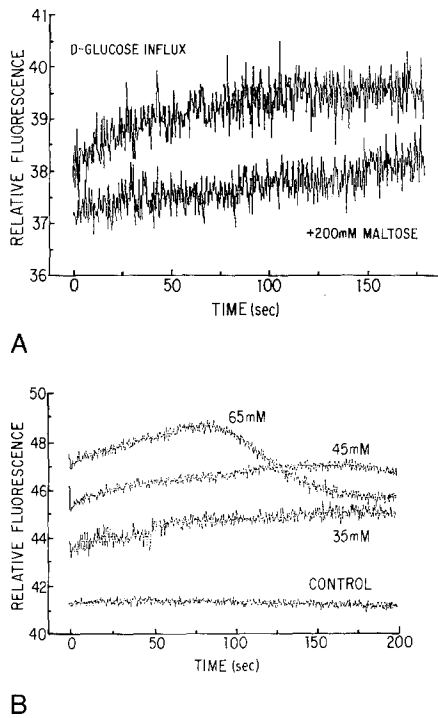 D-GLUCOSE INFLUX
+200mM MALTOSE
RELATIVE FLUORESCENCE
40
39
38
37
36
0 50 100 150
TIME (sec)
A
65mM
45mM
35mM
CONTROL
RELATIVE FLUORESCENCE
50
48
46
44
42
40
0 50 100 150 200
TIME (sec)
B